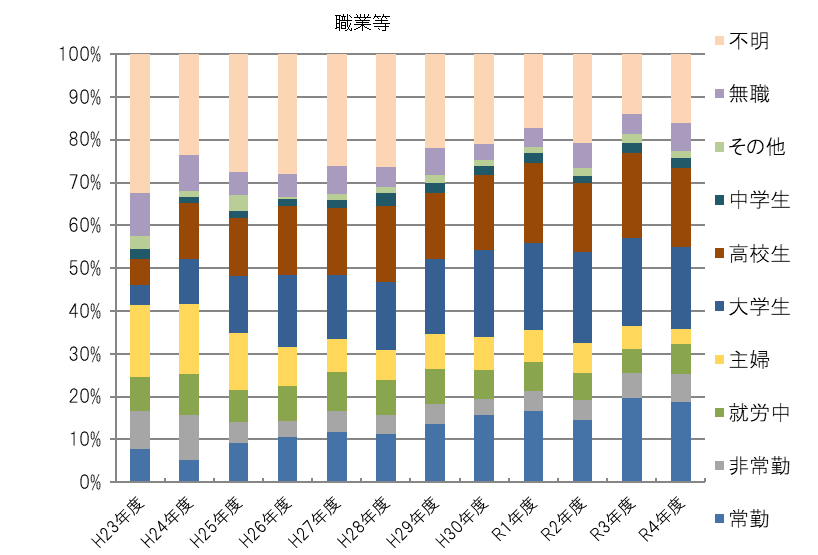 職業等
100%
90%
80%
70%
60%
50%
40%
30%
20%
10%
0%
H23年度
H24年度
H25年度
H26年度
H27年度
H28年度
H29年度
H30年度
R1年度
R2年度
R3年度
R4年度
不明
無職
その他
中学生
高校生
大学生
主婦
就労中
非常勤
常勤